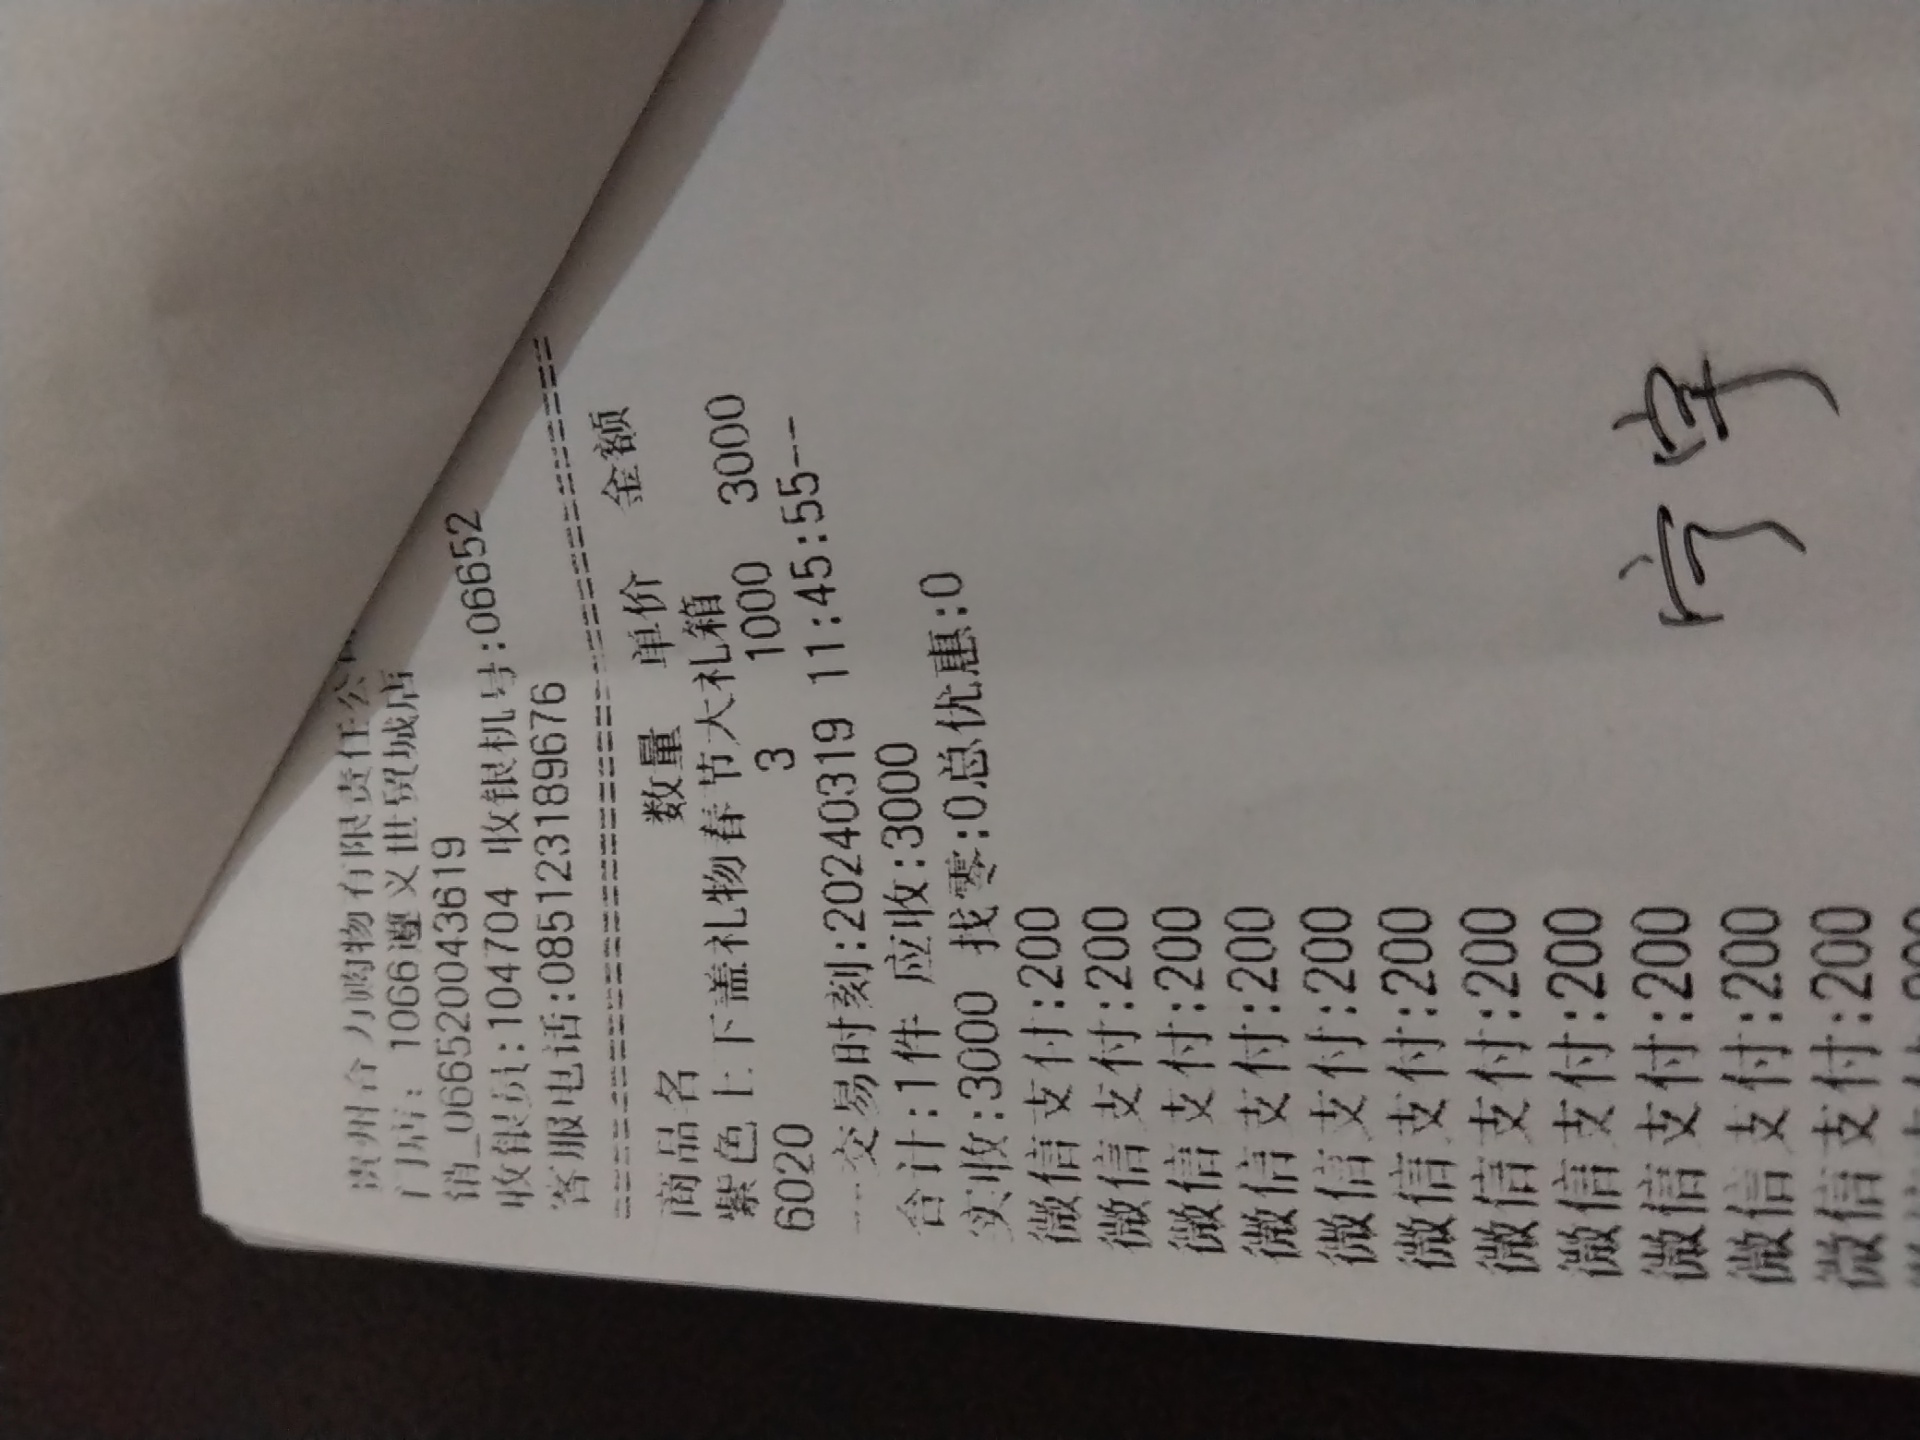 贵州合力购物有限责任公
门店: 1066遵义世贸城店
销_066520043619
收银员:104704 收银机号:06652
客服电话:085123189676
商品名 数量 单价 金额
紫色上下盖礼物春节大礼箱
6020 3 1000 3000
---交易时刻:20240319 11:45:55--
合计:1件 应收:3000
实收:3000 找零:0总优惠:0
微信支付:200
微信支付:200
微信支付:200
微信支付:200
微信支付:200
微信支付:200
微信支付:200
微信支付:200
微信支付:200
微信支付:200
微信支付:200